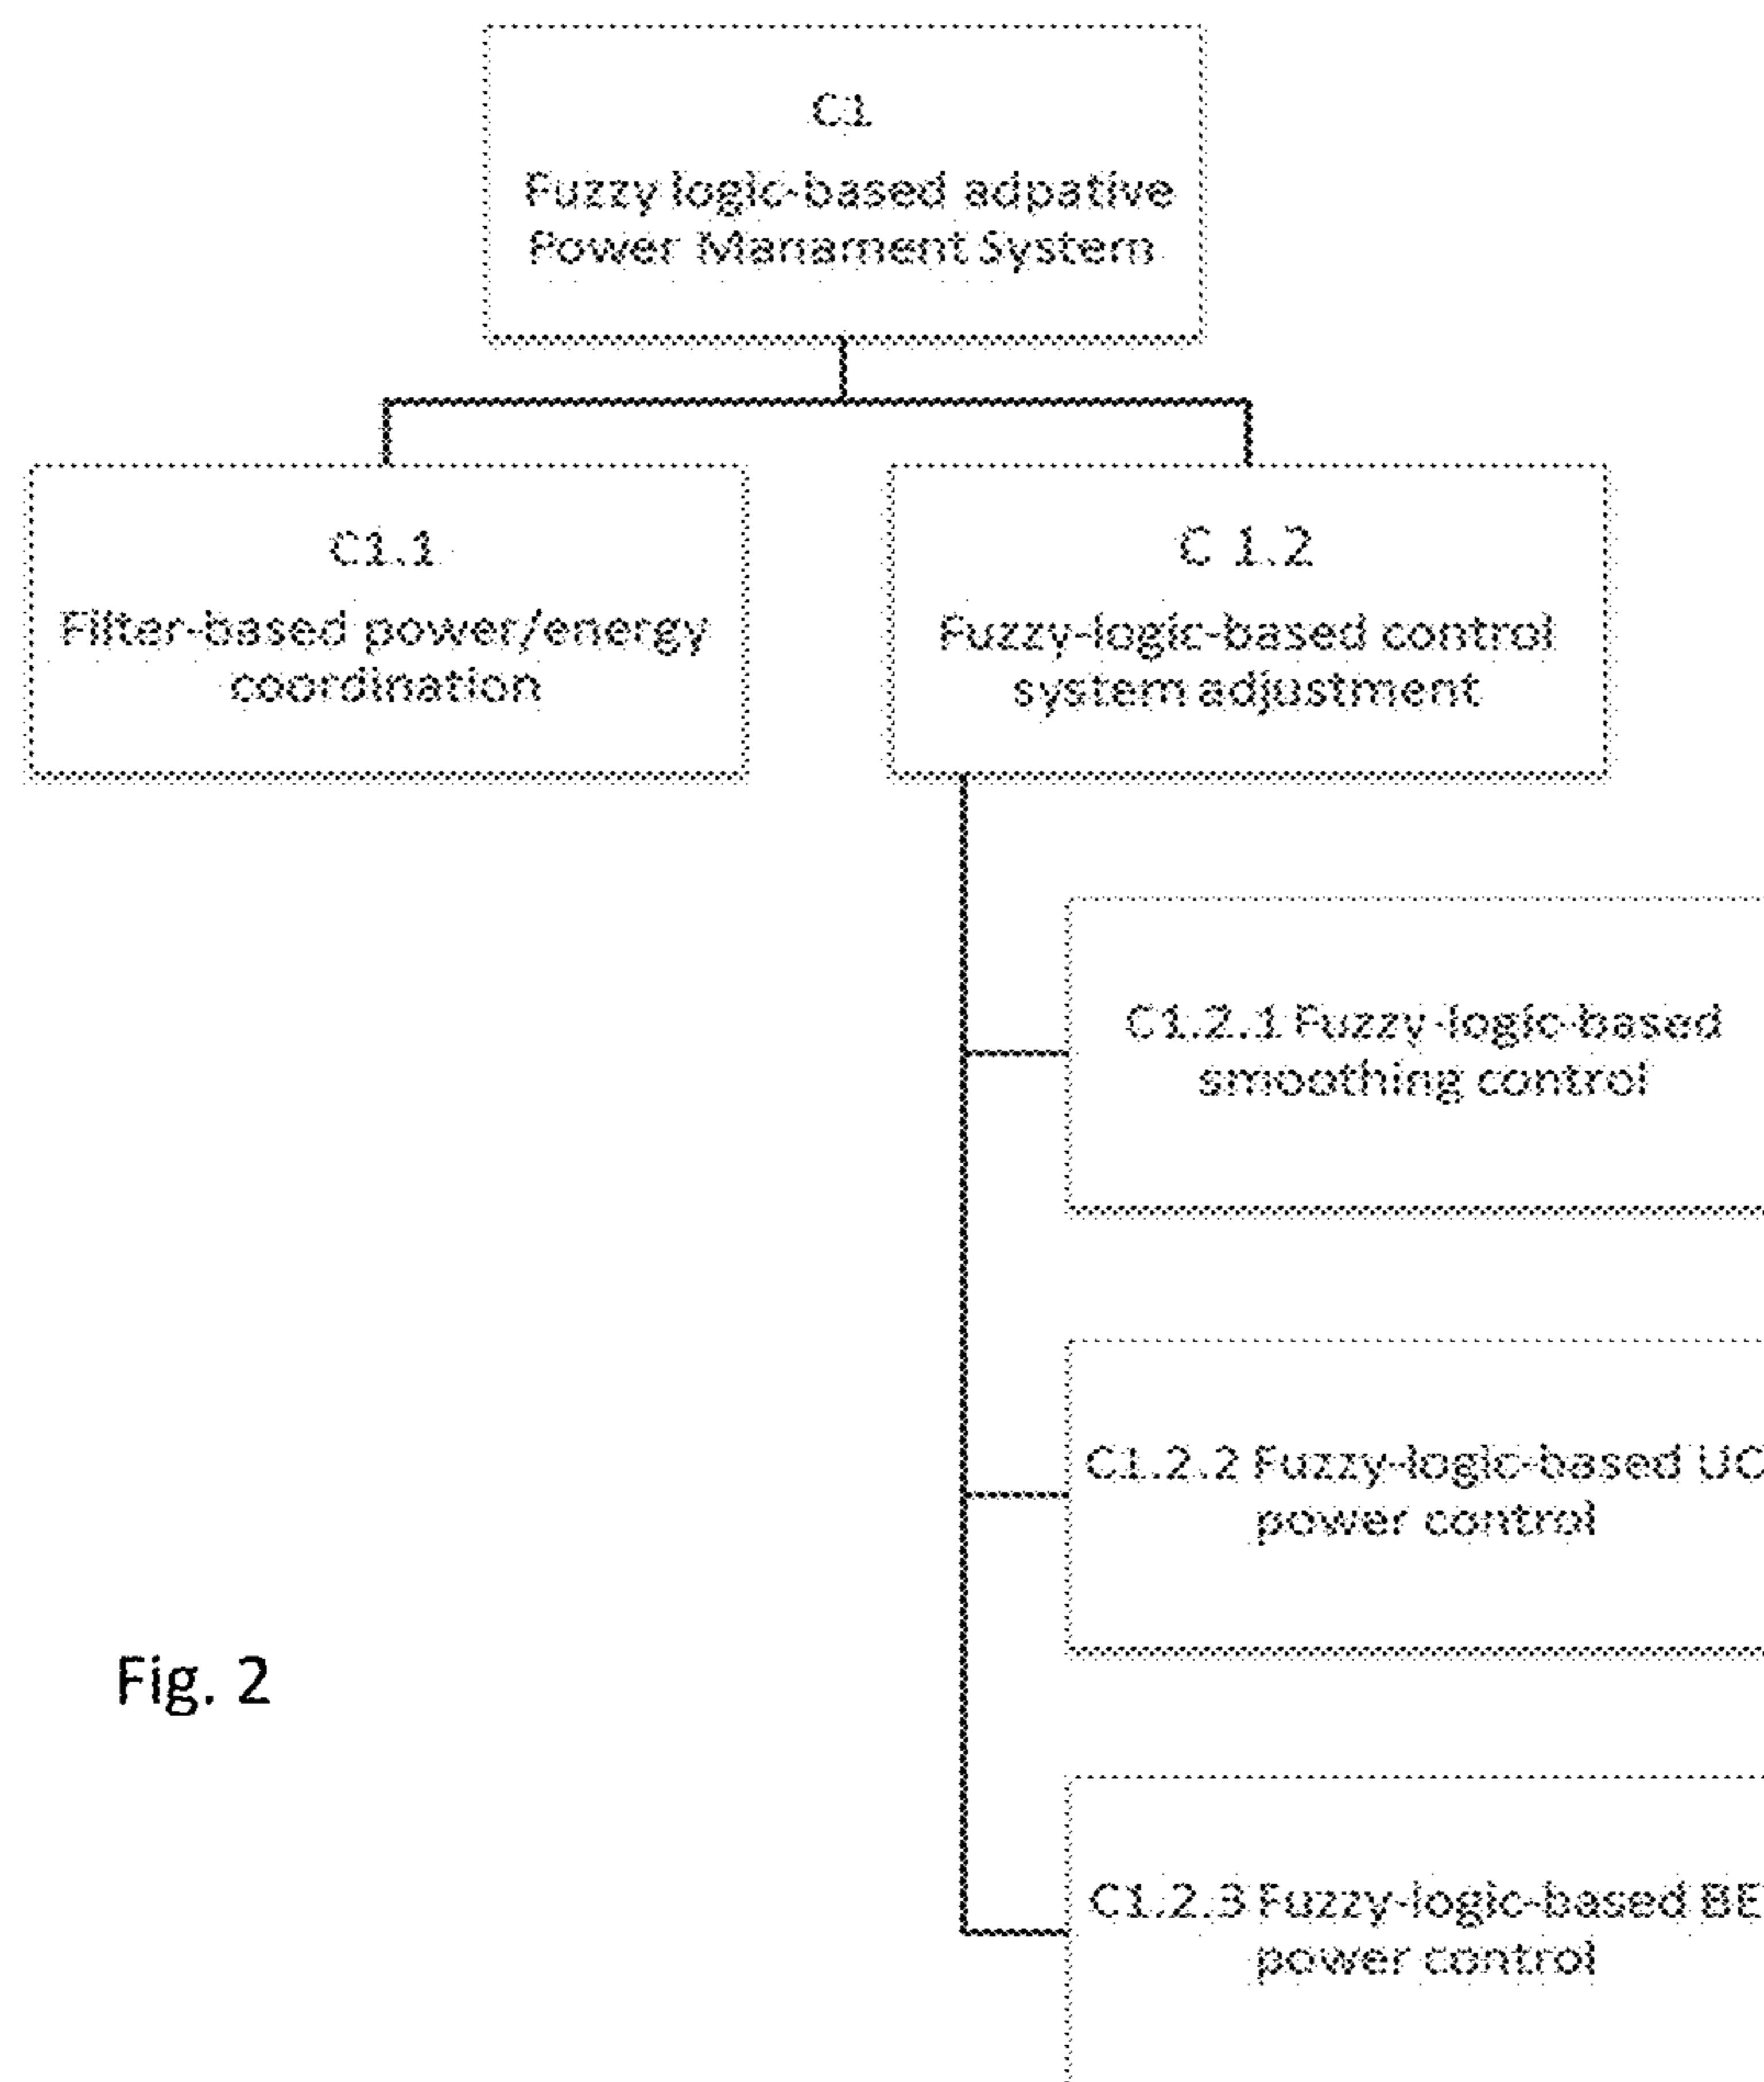 C1
Fuzzy logic-based adpative
Power Manament System
C1.1
Filter-based power/energy
coordination
C 1.2
Fuzzy-logic-based control
system adjustment
C1.2.1 Fuzzy-logic-based
smoothing control
C1.2.2 Fuzzy-logic-based UC
power control
Fig. 2
C1.2.3 Fuzzy-logic-based
power control